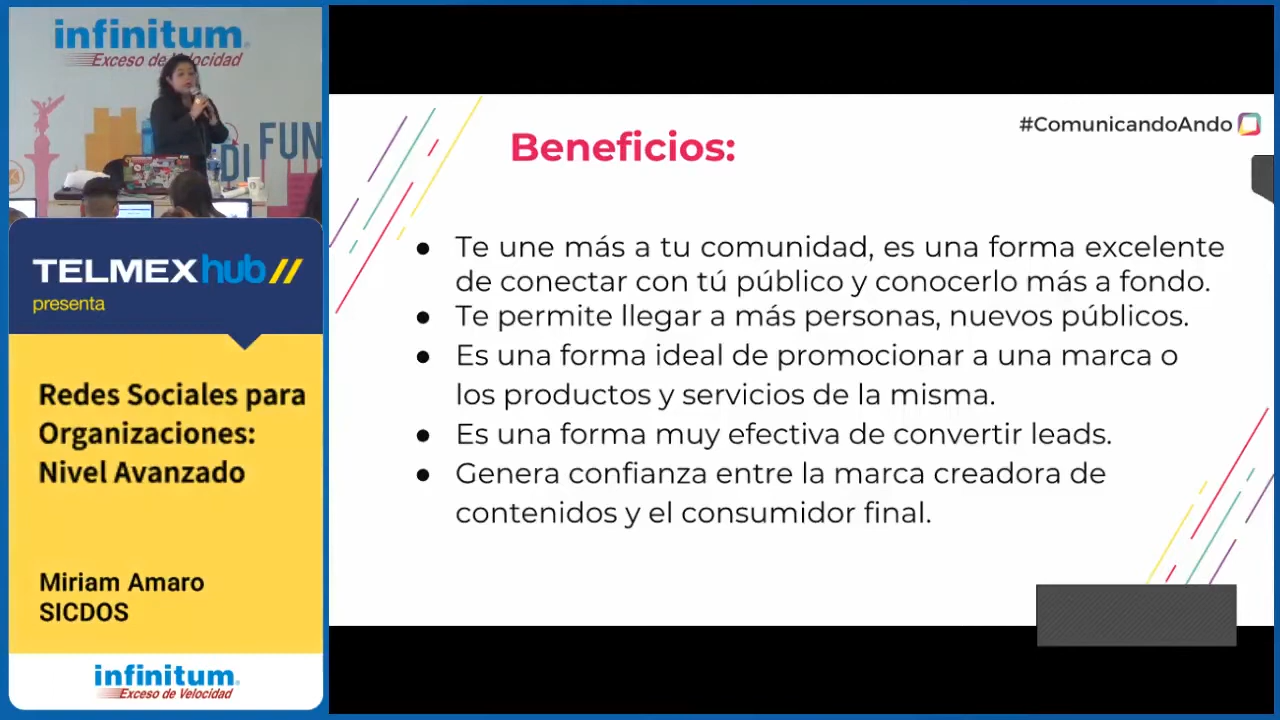 infinitum
Exceso de Velocidad
FUN
DI
TELMEXhub//
presenta
Redes Sociales para
Organizaciones:
Nivel Avanzado
Miriam Amaro
SICDOS
infinitum
Exceso de Velocidad
#ComunicandoAndo
Beneficios:
● Te une más a tu comunidad, es una forma excelente
de conectar con tú público y conocerlo más a fondo.
● Te permite llegar a más personas, nuevos públicos.
● Es una forma ideal de promocionar a una marca o
los productos y servicios de la misma.
● Es una forma muy efectiva de convertir leads.
● Genera confianza entre la marca creadora de
contenidos y el consumidor final.